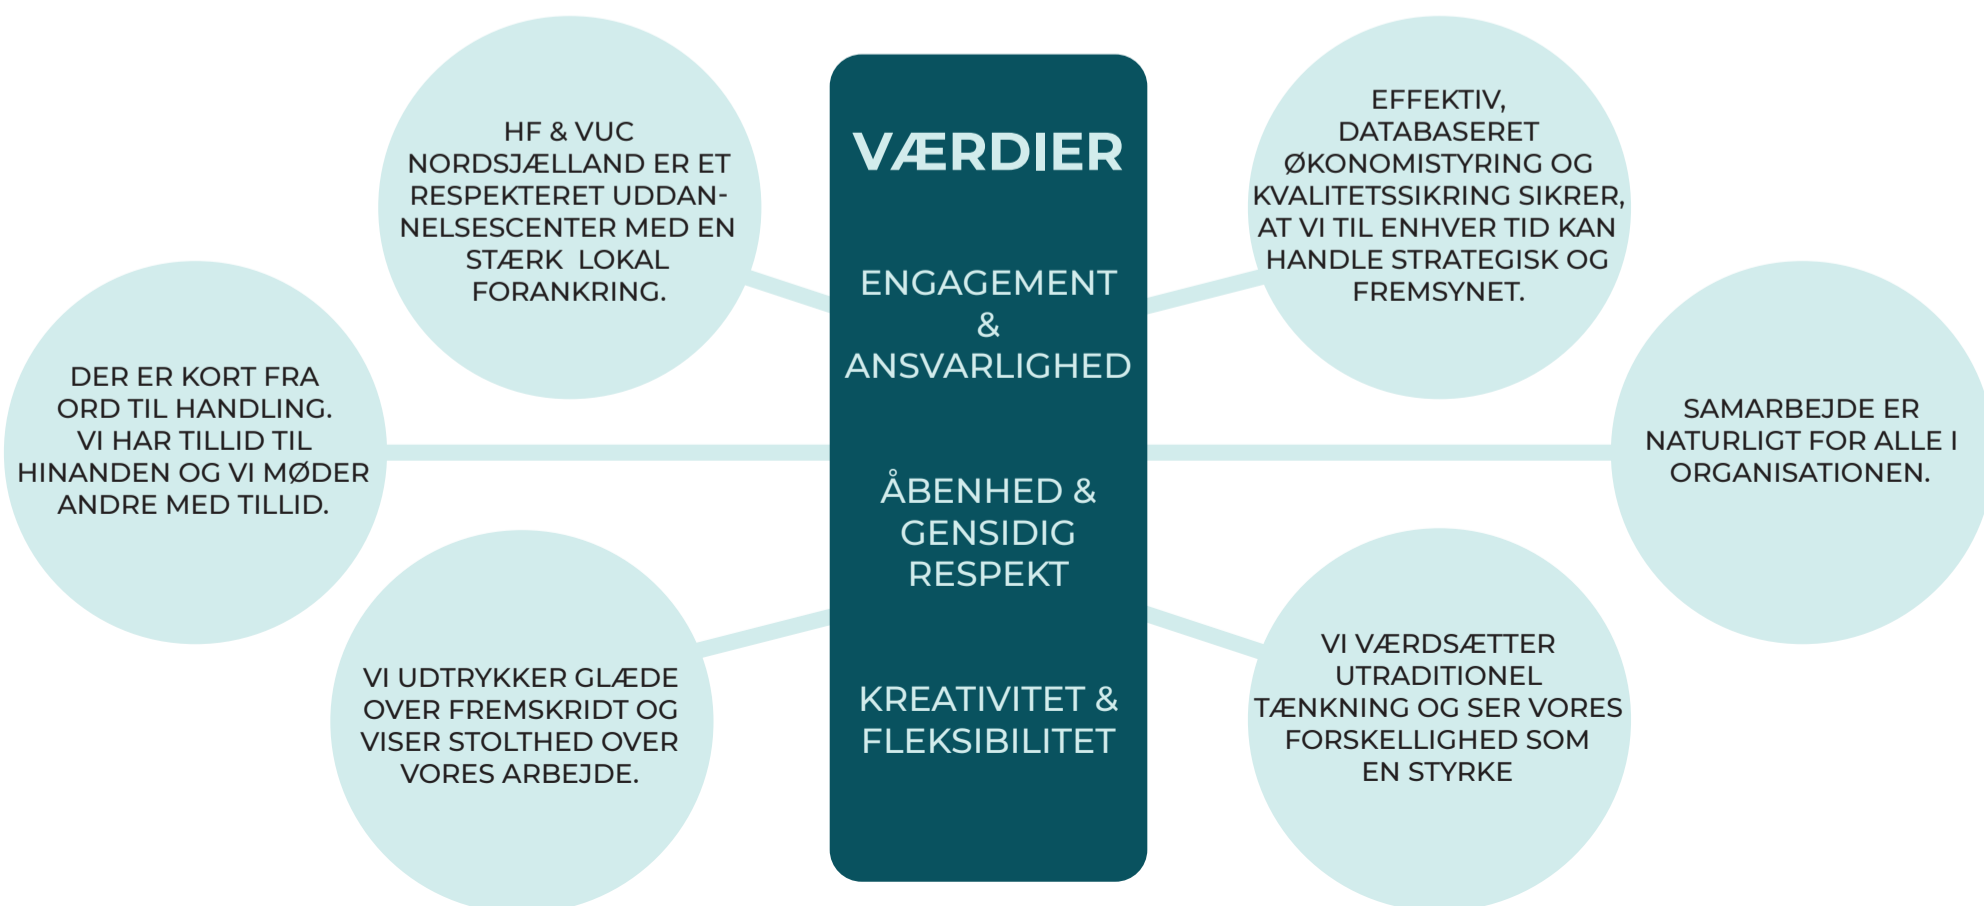 HF & VUC
NORDSJÆLLAND ER ET
RESPEKTERET UDDAN-
NELSESCENTER MED EN
STÆRK LOKAL
FORANKRING.
DER ER KORT FRA
ORD TIL HANDLING.
VI HAR TILLID TIL
HINANDEN OG VI MØDER
ANDRE MED TILLID.
VI UDTRYKKER GLÆDE
OVER FREMSKRIDT OG
VISER STOLTHED OVER
VORES ARBEJDE.
VÆRDIER
ENGAGEMENT
&
ANSVARLIGHED
ÅBENHED &
GENSIDIG
RESPEKT
KREATIVITET &
FLEKSIBILITET
EFFEKTIV,
DATABASERET
ØKONOMISTYRING OG
KVALITETSSIKRING SIKRER,
AT VI TIL ENHVER TID KAN
HANDLE STRATEGISK OG
FREMSYNET.
SAMARBEJDE ER
NATURLIGT FOR ALLE I
ORGANISATIONEN.
VI VÆRDSÆTTER
UTRADITIONEL
TÆNKNING OG SER VORES
FORSKELLIGHED SOM
EN STYRKE